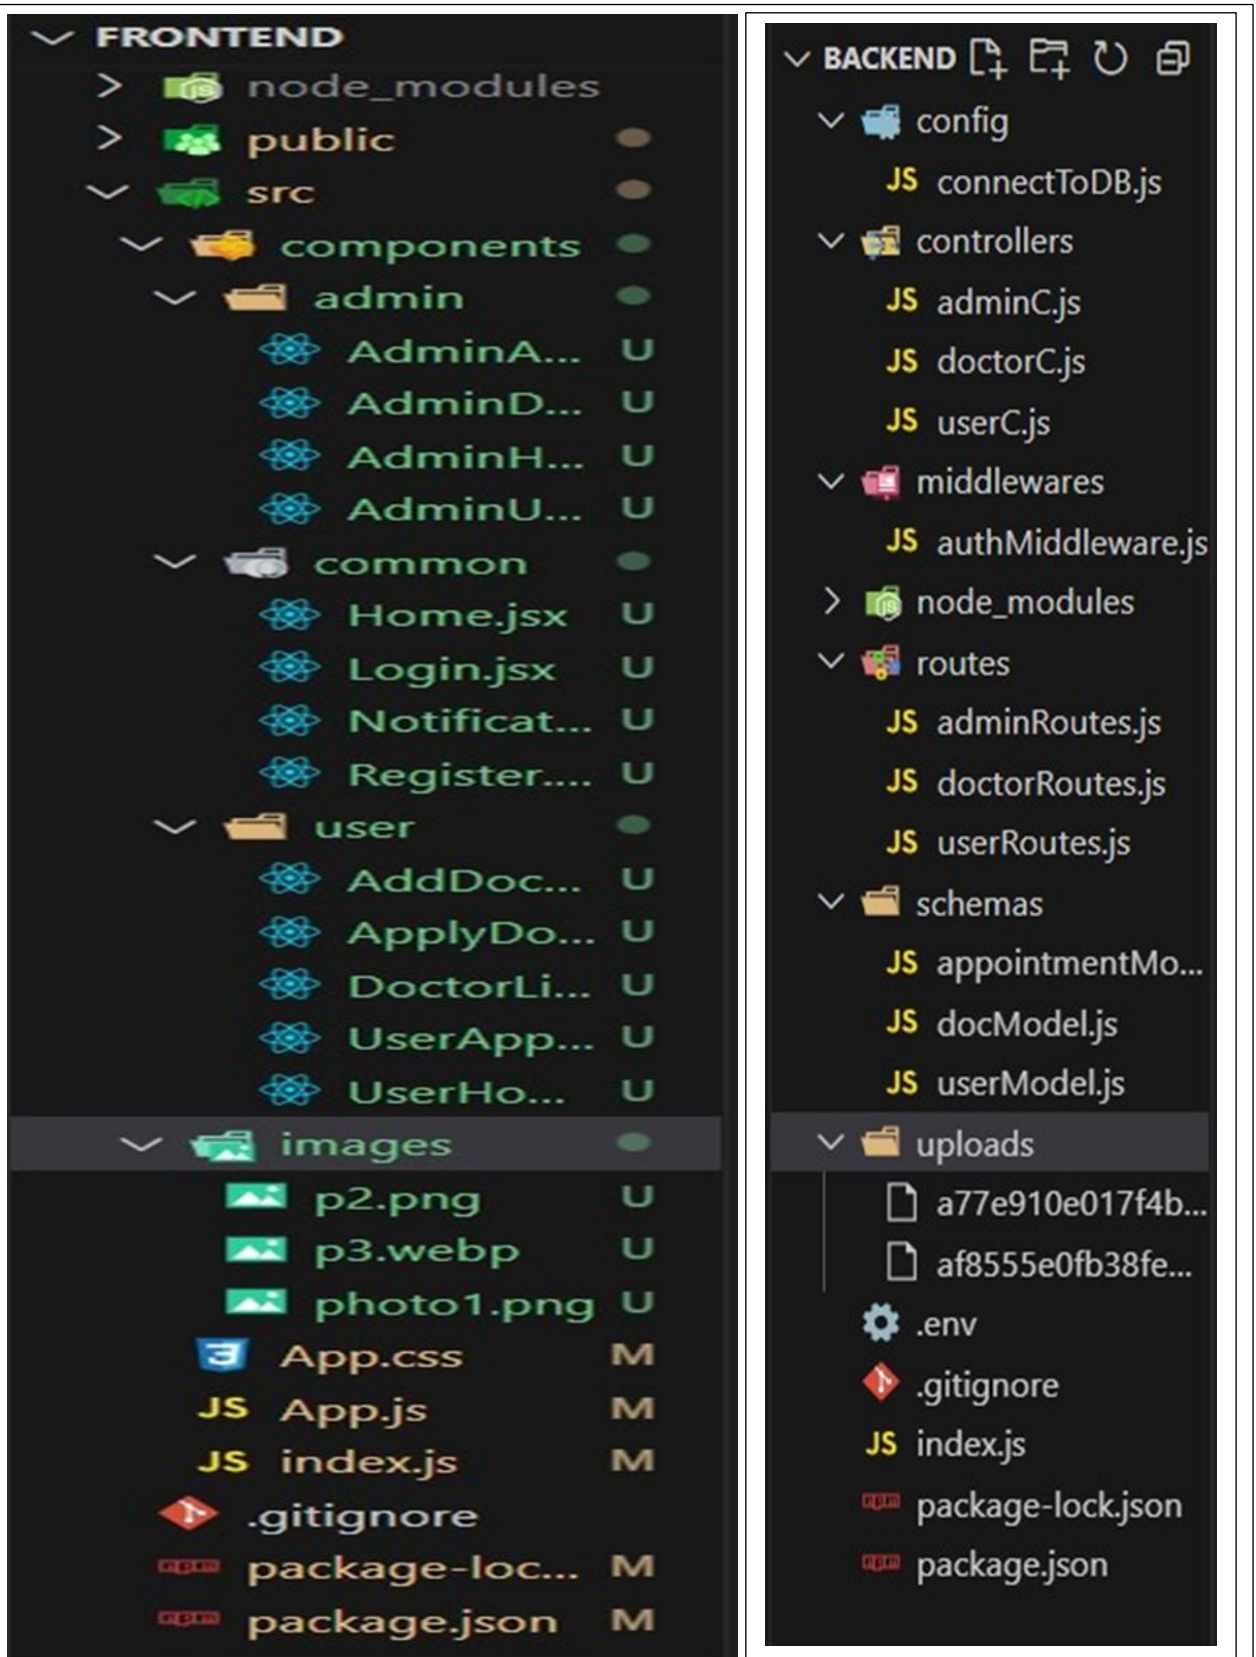 FRONTEND
node_modules
public
src
components
admin
AdminA... U
AdminD... U
AdminH... U
AdminU... U
common
Home.jsx U
Login.jsx U
Notificat... U
Register.... U
user
AddDoc... U
ApplyDo... U
DoctorLi... U
UserApp... U
UserHo... U
images
p2.png U
p3.webp U
photo1.png U
App.css M
JS App.js M
JS index.js M
.gitignore
package-loc... M
package.json M
BACKEND
config
JS connectToDB.js
controllers
JS adminC.js
JS doctorC.js
JS userC.js
middlewares
JS authMiddleware.js
node_modules
routes
JS adminRoutes.js
JS doctorRoutes.js
JS userRoutes.js
schemas
JS appointmentMo...
JS docModel.js
JS userModel.js
uploads
a77e910e017f4b...
af8555e0fb38fe...
.env
.gitignore
JS index.js
package-lock.json
package.json